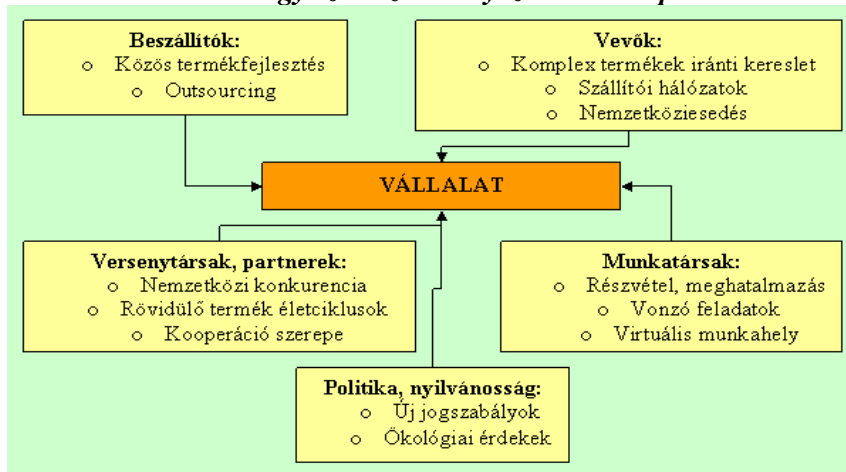 Beszállítók:
o Közös termékfejlesztés
o Outsourcing
Vevők:
o Komplex termékek iránti kereslet
o Szállítói hálózatok
o Nemzetköziesedés
VÁLLALAT
Versenytársak, partnerek:
o Nemzetközi konkurencia
o Rövidülő termék életciklusok
o Kooperáció szerepe
Munkatársak:
o Részvétel, meghatalmazás
o Vonzó feladatok
o Virtuális munkahely
Politika, nyilvánosság:
o Új jogszabályok
o Ökológiai érdekek